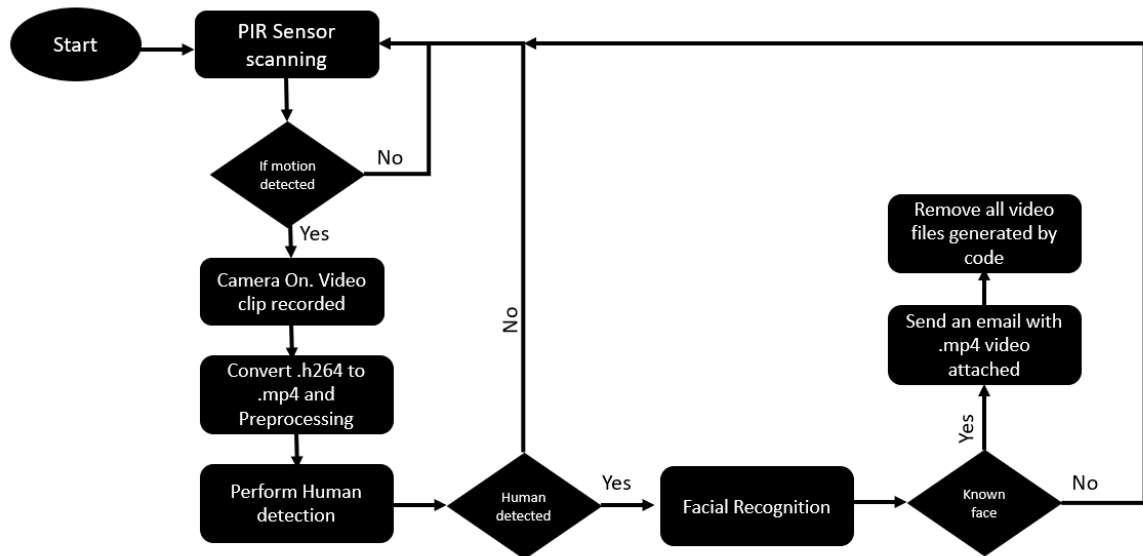 Start
PIR Sensor
scanning
If motion
detected
No
Yes
Camera On. Video
clip recorded
Convert .h264 to
.mp4 and
Preprocessing
Perform Human
detection
Human
detected
No
Yes
Facial Recognition
Known
face
No
Yes
Send an email with
.mp4 video
attached
Remove all video
files generated by
code